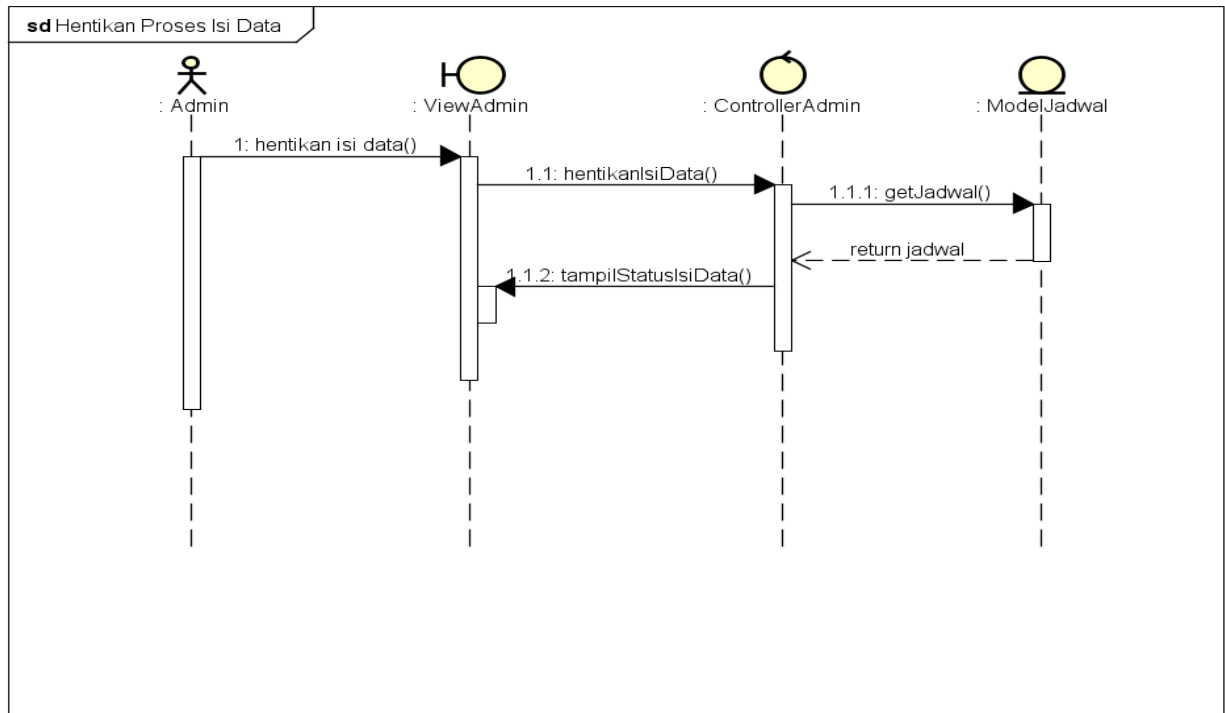 sd Hentikan Proses Isi Data
: Admin
: ViewAdmin
: ControllerAdmin
: ModelJadwal
1: hentikan isi data()
1.1: hentikanIsiData()
1.1.1: getJadwal()
return jadwal
1.1.2: tampilStatusIsiData()